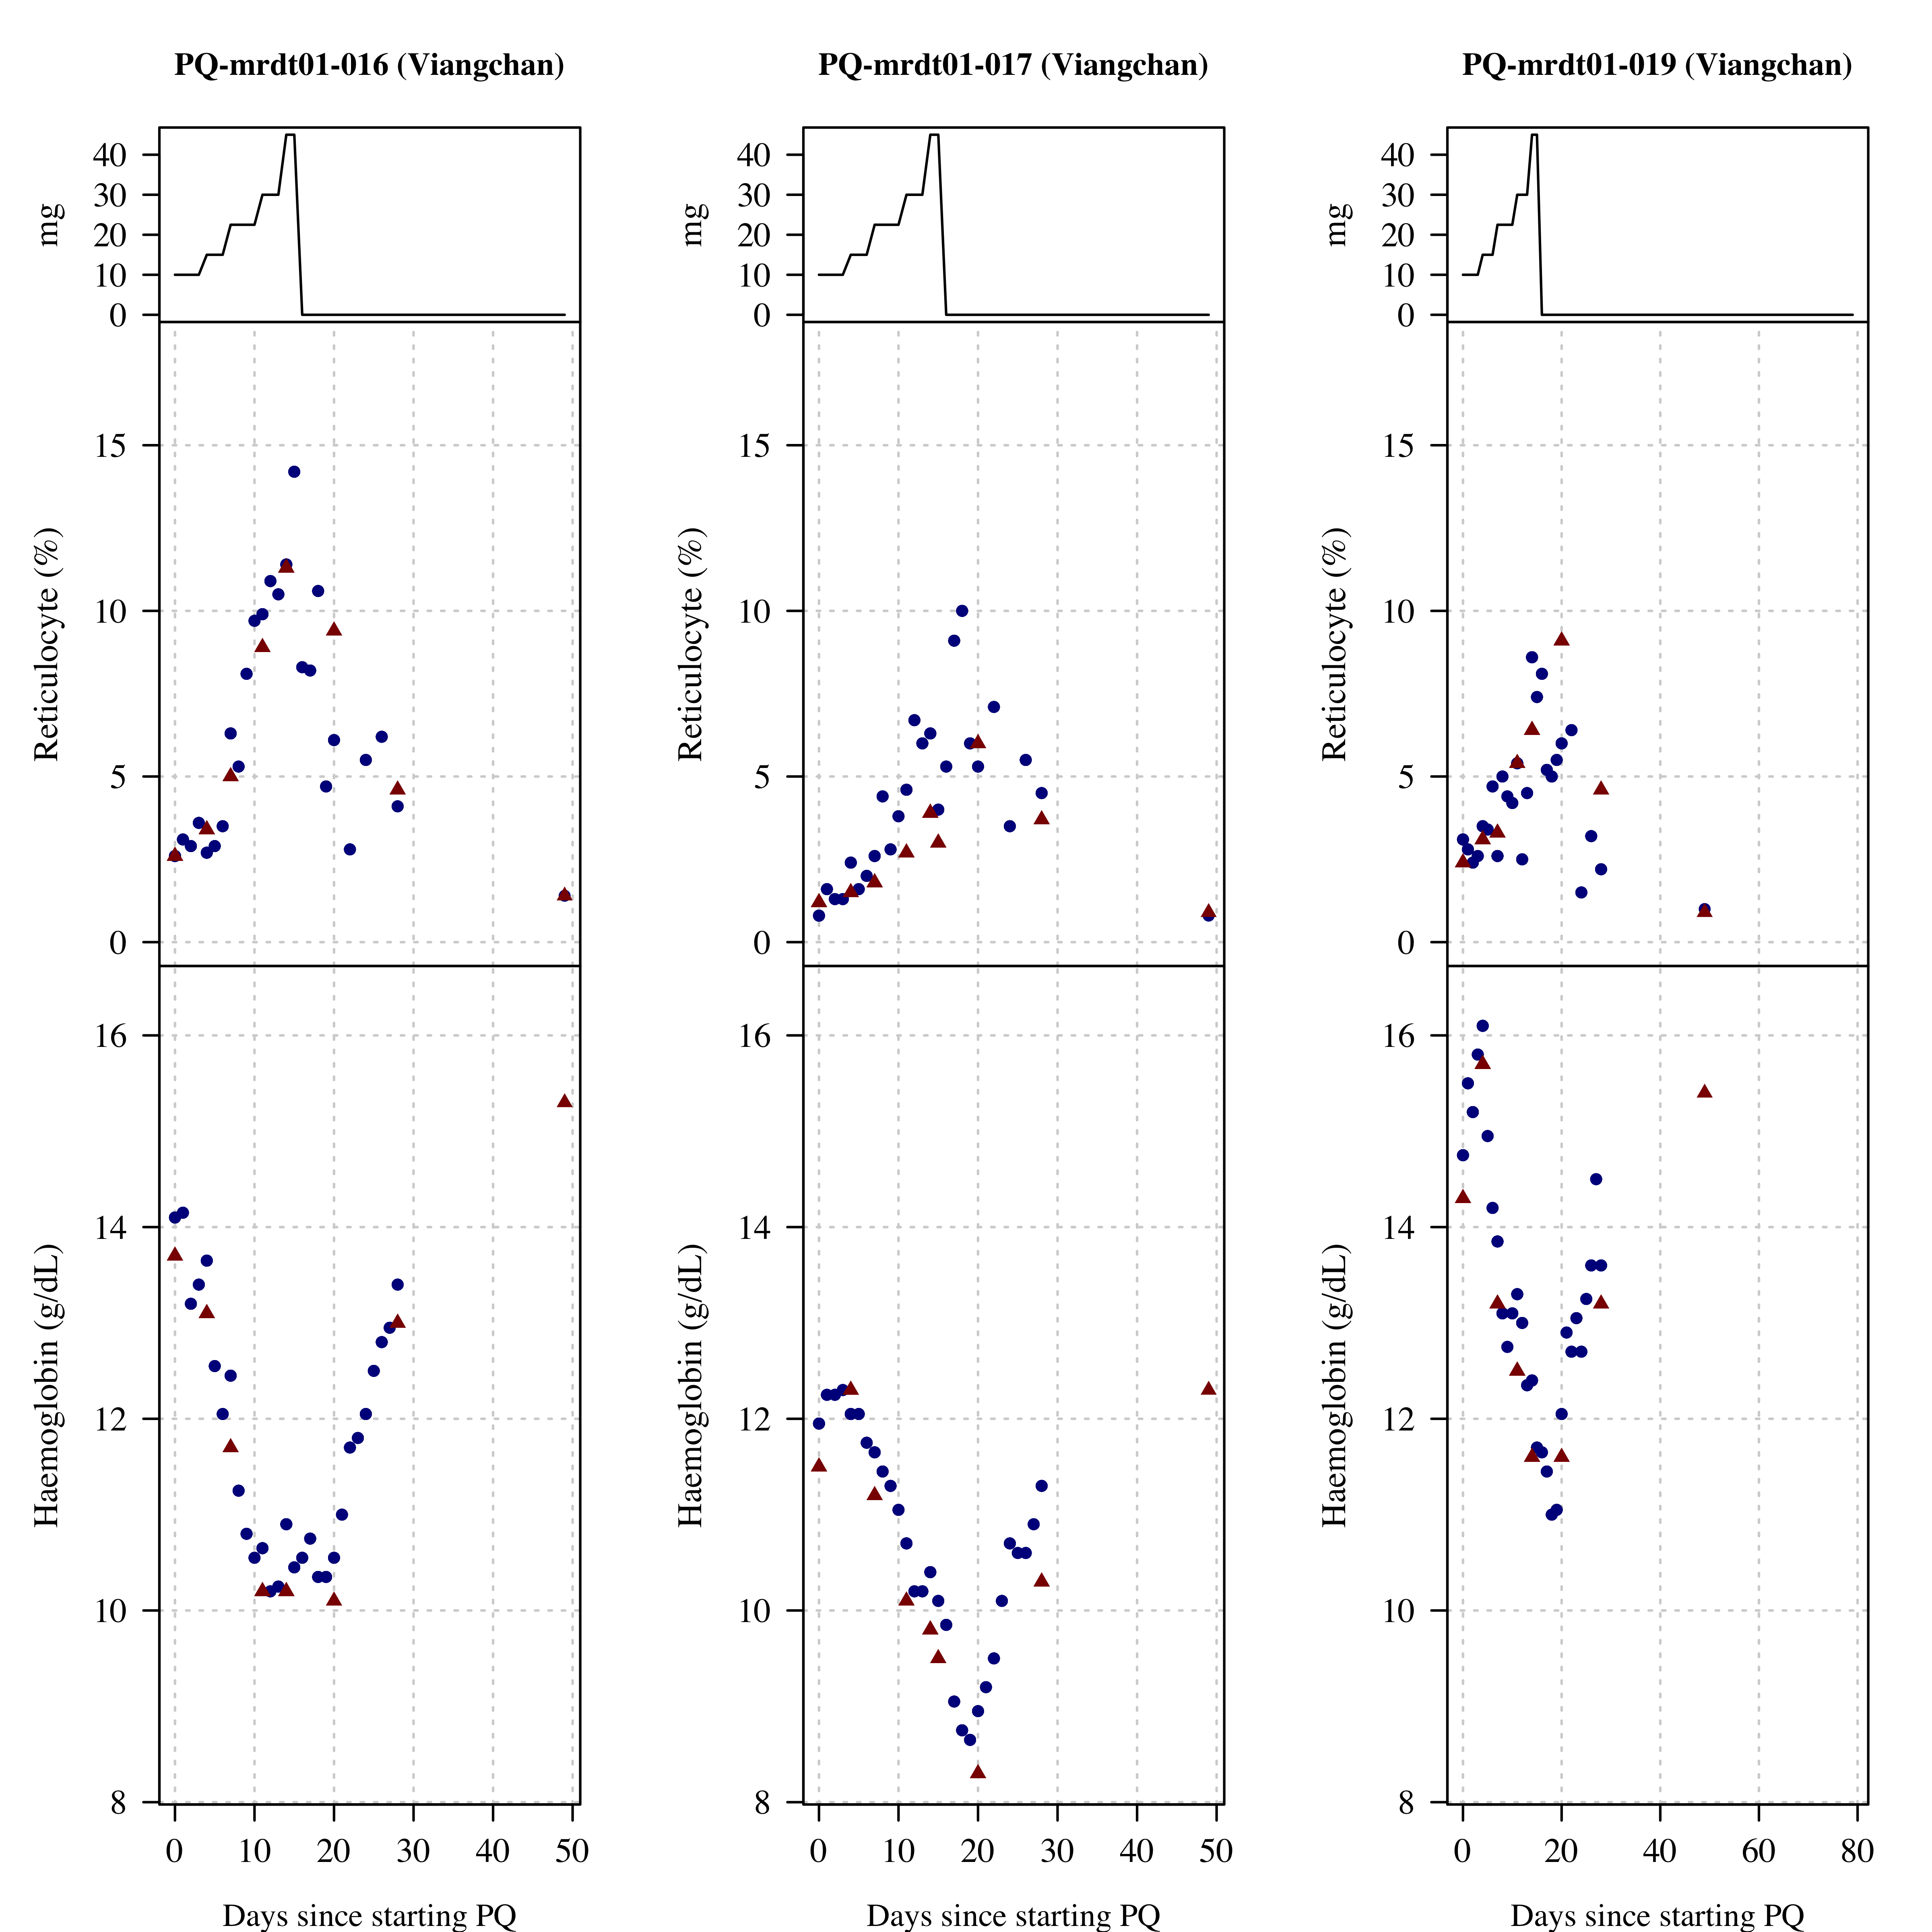 PQ-mrdt01-016 (Viangchan) PQ-mrdt01-017 (Viangchan) PQ-mrdt01-019 (Viangchan)
mg
40
30
20
10
0
Reticulocyte (%)
15
10
5
0
Haemoglobin (g/dL)
16
14
12
10
8
0 10 20 30 40 50
Days since starting PQ
mg
40
30
20
10
0
Reticulocyte (%)
15
10
5
0
Haemoglobin (g/dL)
16
14
12
10
8
0 10 20 30 40 50
Days since starting PQ
mg
40
30
20
10
0
Reticulocyte (%)
15
10
5
0
Haemoglobin (g/dL)
16
14
12
10
8
0 20 40 60 80
Days since starting PQ